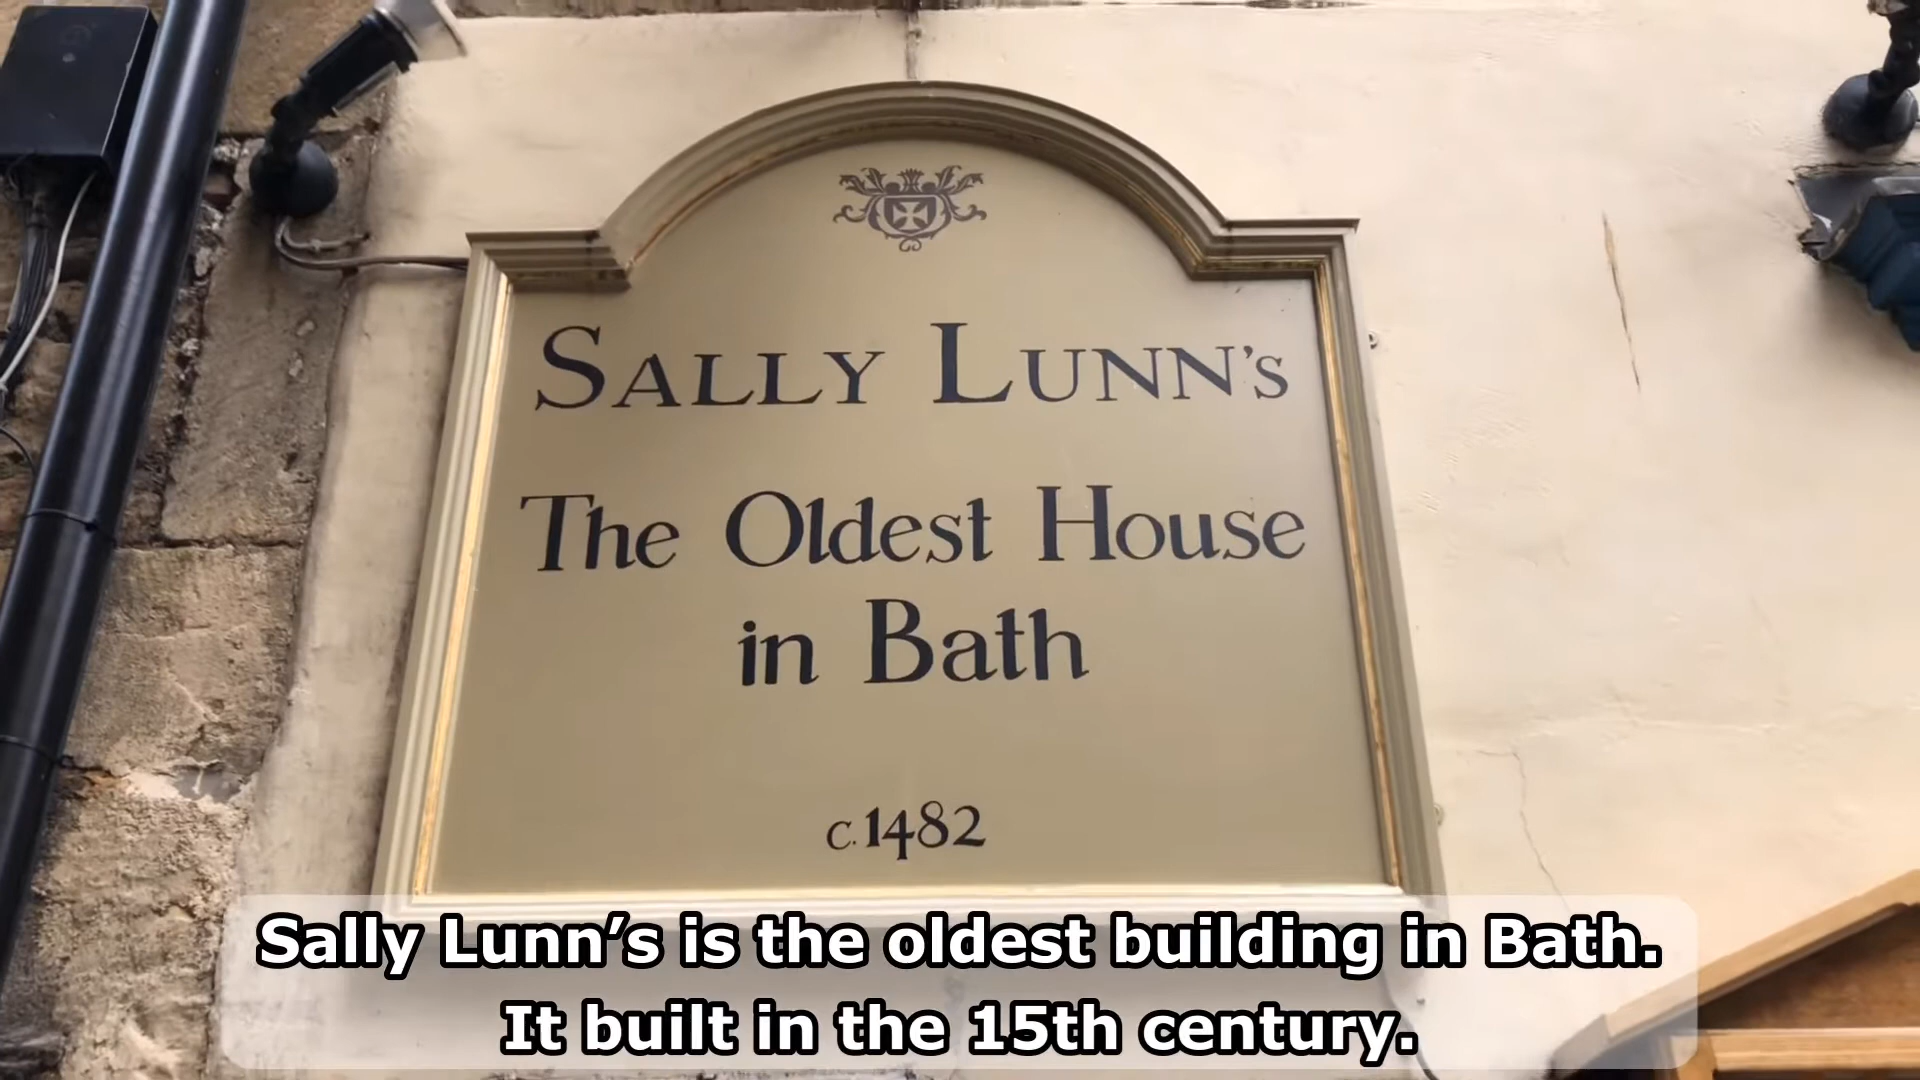 Sally Lunn's
The Oldest House
in Bath
c.1482
Sally Lunn’s is the oldest building in Bath.
It built in the 15th century.